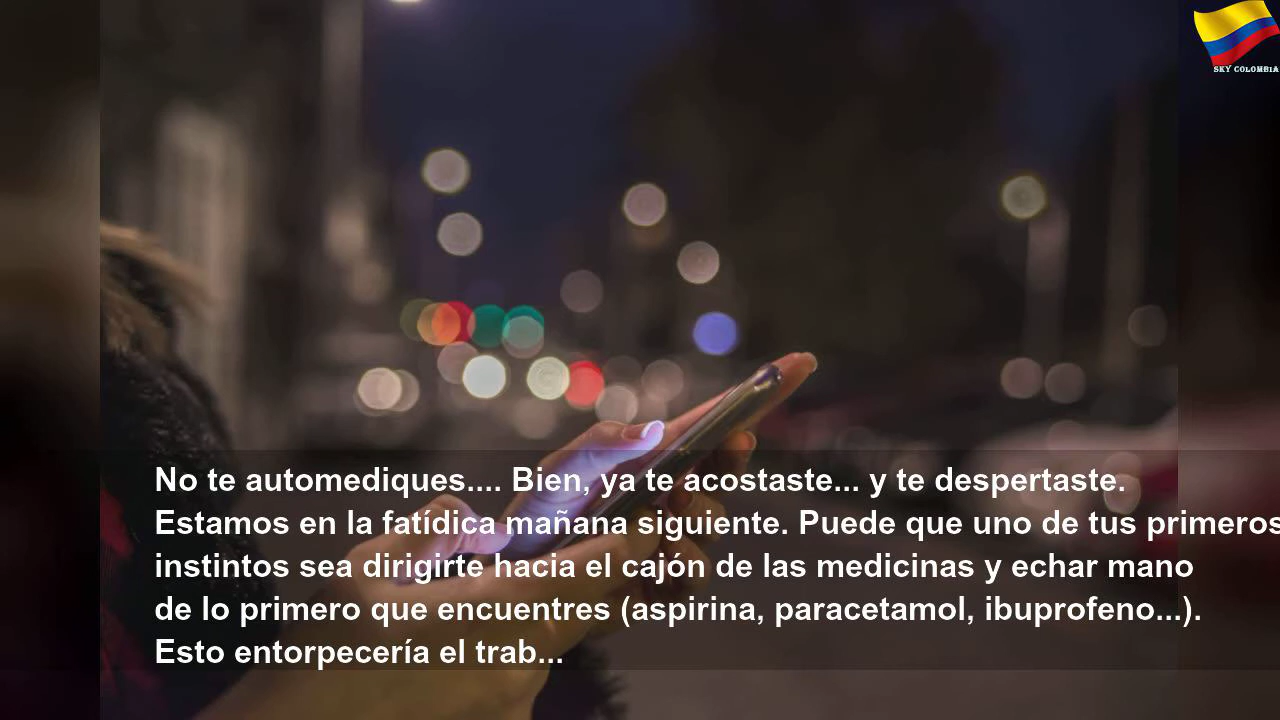 SKY COLOMBIA
No te automediques.... Bien, ya te acostaste... y te despertaste.
Estamos en la fatídica mañana siguiente. Puede que uno de tus primeros
instintos sea dirigirte hacia el cajón de las medicinas y echar mano
de lo primero que encuentres (aspirina, paracetamol, ibuprofeno...).
Esto entorpecería el trab...